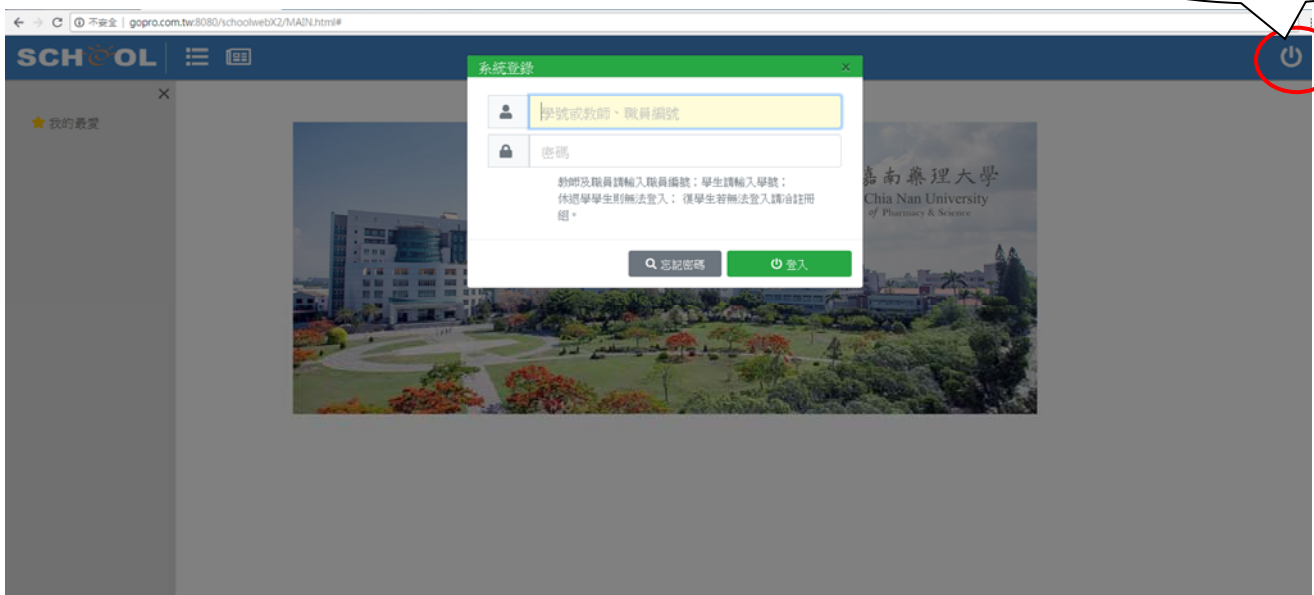 不安全 | gopro.com.tw:8080/schoolwebX2/MAIN.html#
SCHOOL
系統登錄 ×
學號或教師、職員編號
密碼
教師及職員請輸入職員編號；學生請輸入學號；
休退學學生則無法登入； 復學生若無法登入請洽註冊
組。
忘記密碼
登入
×
我的最愛
嘉南藥理大學
Chia Nan University
of Pharmacy & Science